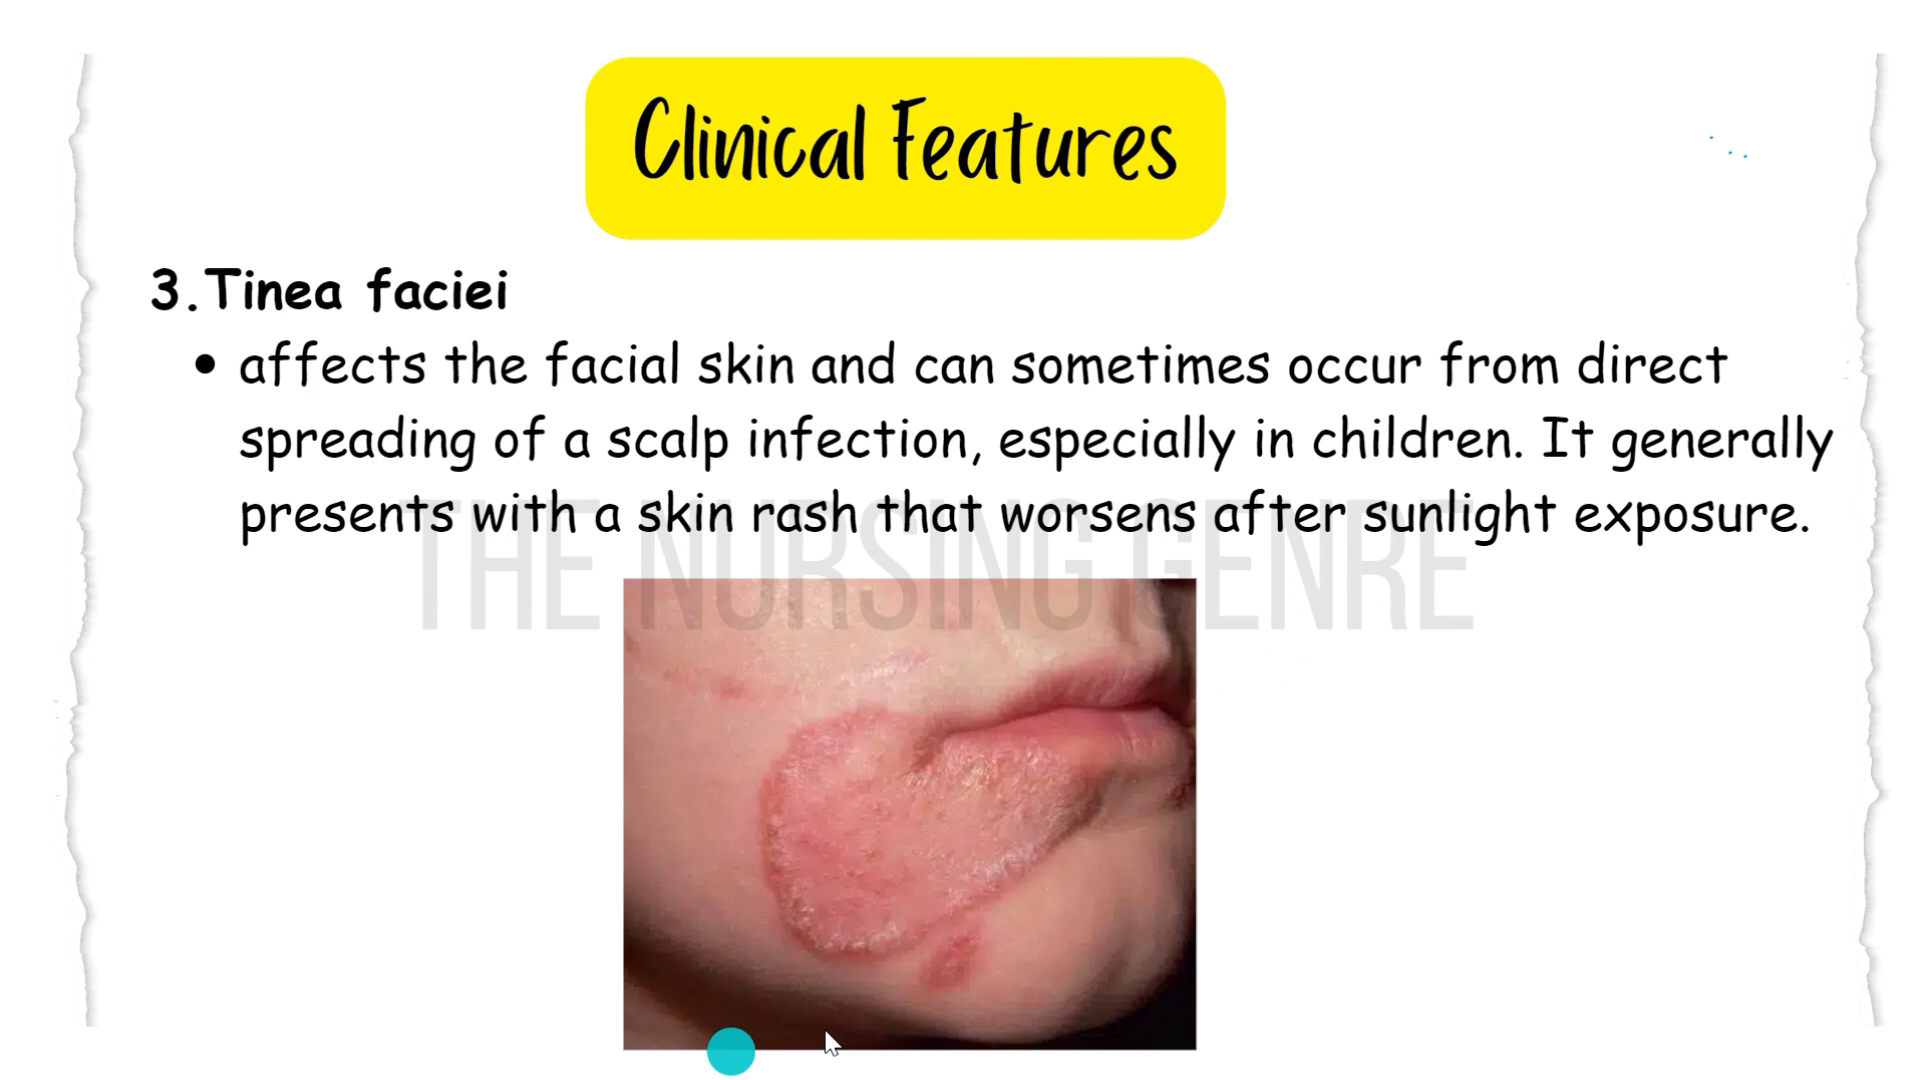 Clinical Features
3.Tinea faciei
• affects the facial skin and can sometimes occur from direct
spreading of a scalp infection, especially in children. It generally
presents with a skin rash that worsens after sunlight exposure.
THE NURSING GENRE